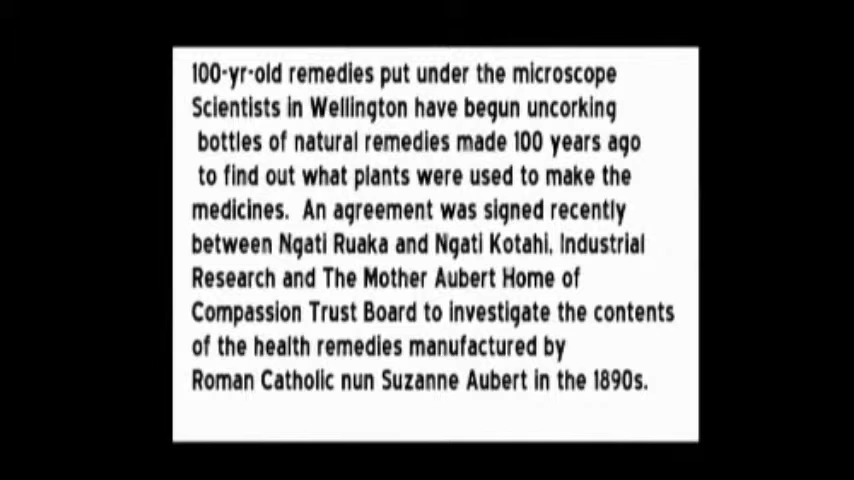 100-yr-old remedies put under the microscope
Scientists in Wellington have begun uncorking
bottles of natural remedies made 100 years ago
to find out what plants were used to make the
medicines. An agreement was signed recently
between Ngati Ruaka and Ngati Kotahi, Industrial
Research and The Mother Aubert Home of
Compassion Trust Board to investigate the contents
of the health remedies manufactured by
Roman Catholic nun Suzanne Aubert in the 1890s.